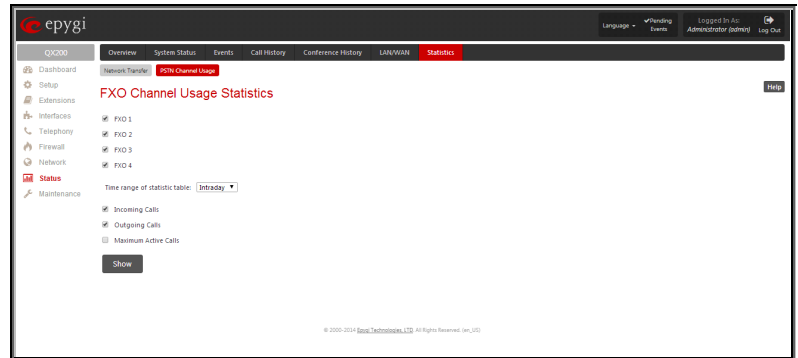 epygi
Language
Pending Events
Logged In As: Administrator (admin)
Log Out
QX200
Overview System Status Events Call History Conference History LAN/WAN Statistics
Dashboard
Setup
Extensions
Interfaces
Telephony
Firewall
Network
Status
Maintenance
Network Transfer PSTN Channel Usage
Help
FXO Channel Usage Statistics
FXO 1
FXO 2
FXO 3
FXO 4
Time range of statistic table: Intraday
Incoming Calls
Outgoing Calls
Maximum Active Calls
Show
© 2000-2014 Epygi Technologies, LTD. All Rights Reserved. (en_US)